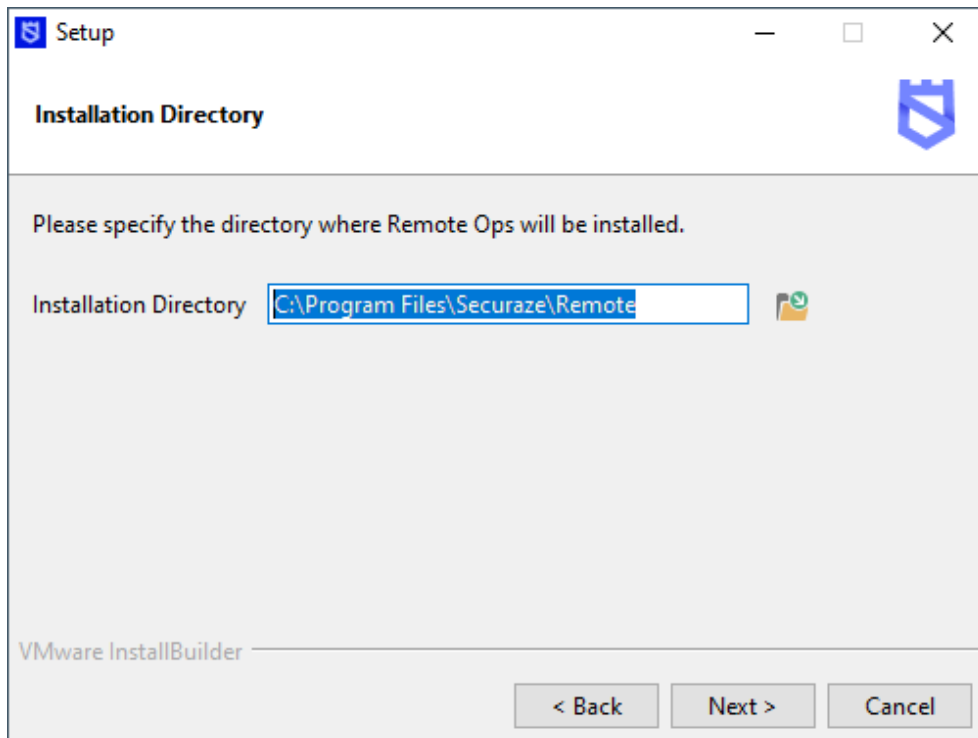 Setup
Installation Directory
Please specify the directory where Remote Ops will be installed.
Installation Directory C:\Program Files\Securaze\Remote
VMware InstallBuilder
< Back Next > Cancel